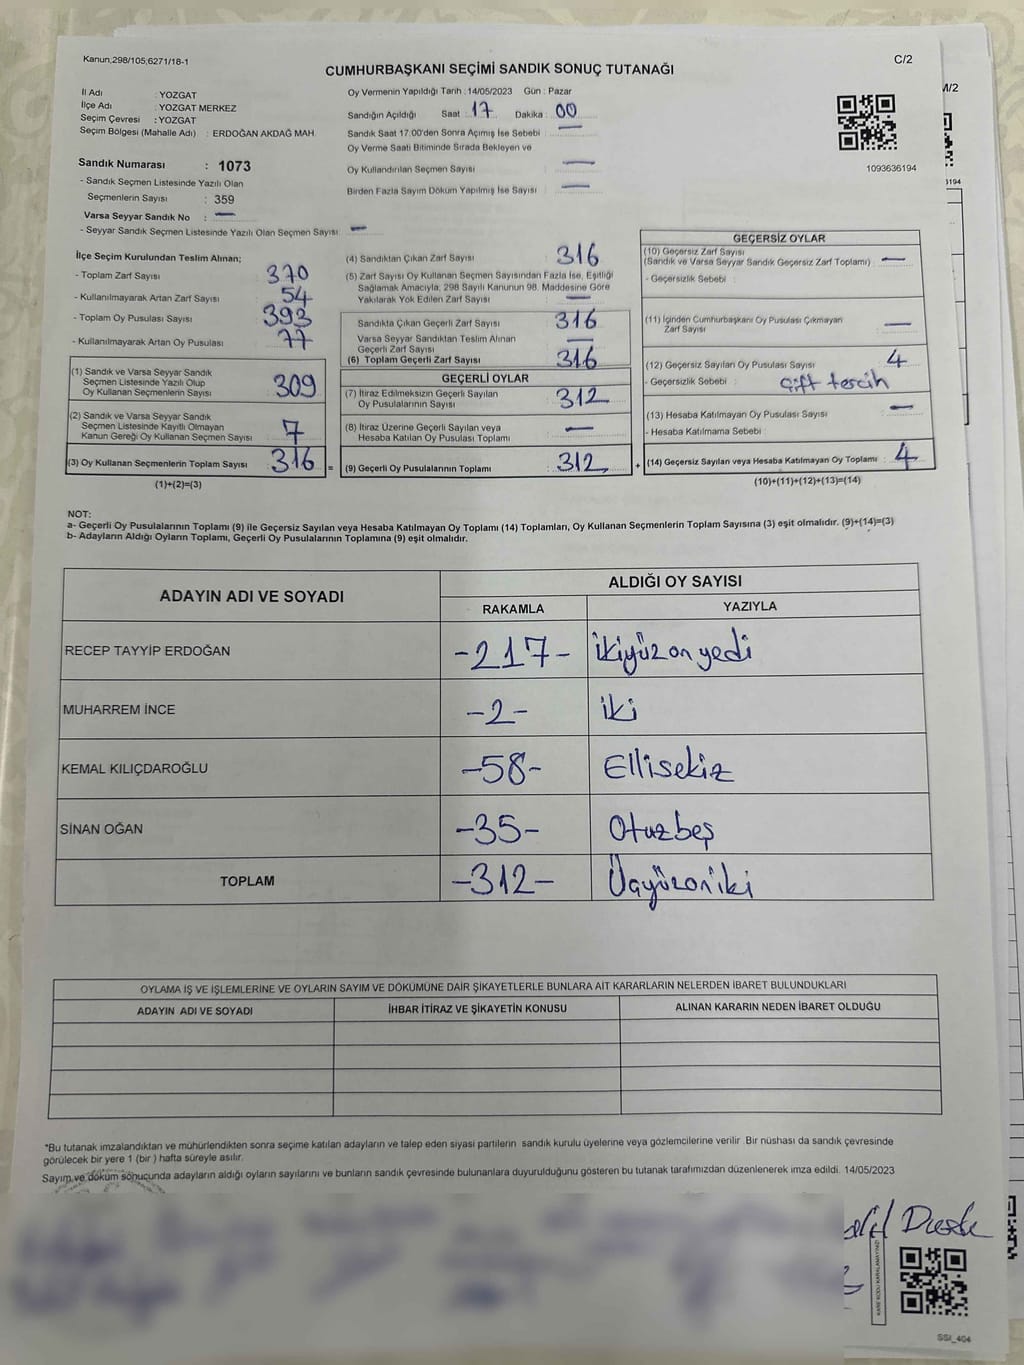 Kanun;298/105;6271/18-1
C/2
CUMHURBAŞKANI SEÇİMİ SANDIK SONUÇ TUTANAĞI
M/2
İl Adı : YOZGAT
İlçe Adı : YOZGAT MERKEZ
Seçim Çevresi : YOZGAT
Seçim Bölgesi (Mahalle Adı) : ERDOĞAN AKDAĞ MAH.
Sandık Numarası : 1073
- Sandık Seçmen Listesinde Yazılı Olan
Seçmenlerin Sayısı : 359
Varsa Seyyar Sandık No : —
- Seyyar Sandık Seçmen Listesinde Yazılı Olan Seçmen Sayısı: —
Oy Vermenin Yapıldığı Tarih : 14/05/2023 Gün : Pazar
Sandığın Açıldığı Saat : 17 Dakika : 00
Sandık Saat 17.00'den Sonra Açımış İse Sebebi : —
Oy Verme Saati Bitiminde Sırada Bekleyen ve
Oy Kullandırılan Seçmen Sayısı : —
Birden Fazla Sayım Döküm Yapılmış İse Sayısı : —
1093636194
3194
İlçe Seçim Kurulundan Teslim Alınan;
- Toplam Zarf Sayısı : 370
- Kullanılmayarak Artan Zarf Sayısı : 54
- Toplam Oy Pusulası Sayısı : 393
- Kullanılmayarak Artan Oy Pusulası : 77
(1) Sandık ve Varsa Seyyar Sandık
Seçmen Listesinde Yazılı Olup
Oy Kullanan Seçmenlerin Sayısı : 309
(2) Sandık ve Varsa Seyyar Sandık
Seçmen Listesinde Kayıtlı Olmayan
Kanun Gereği Oy Kullanan Seçmen Sayısı : 7
(3) Oy Kullanan Seçmenlerin Toplam Sayısı : 316 =
(1)+(2)=(3)
(4) Sandıktan Çıkan Zarf Sayısı : 316
(5) Zarf Sayısı Oy Kullanan Seçmen Sayısından Fazla İse, Eşitliği
Sağlamak Amacıyla, 298 Sayılı Kanunun 98. Maddesine Göre
Yakılarak Yok Edilen Zarf Sayısı : —
Sandıkta Çıkan Geçerli Zarf Sayısı : 316
Varsa Seyyar Sandıktan Teslim Alınan
Geçerli Zarf Sayısı : —
(6) Toplam Geçerli Zarf Sayısı : 316
GEÇERLİ OYLAR
(7) İtiraz Edilmeksizin Geçerli Sayılan
Oy Pusulalarının Sayısı : 312
(8) İtiraz Üzerine Geçerli Sayılan veya
Hesaba Katılan Oy Pusulası Toplamı : —
(9) Geçerli Oy Pusulalarının Toplamı : 312 +
GEÇERSİZ OYLAR
(10) Geçersiz Zarf Sayısı
(Sandık ve Varsa Seyyar Sandık Geçersiz Zarf Toplamı) : —
- Geçersizlik Sebebi :
(11) İçinden Cumhurbaşkanı Oy Pusulası Çıkmayan
Zarf Sayısı : —
(12) Geçersiz Sayılan Oy Pusulası Sayısı : 4
- Geçersizlik Sebebi : Çift tercih
(13) Hesaba Katılmayan Oy Pusulası Sayısı : —
- Hesaba Katılmama Sebebi :
(14) Geçersiz Sayılan veya Hesaba Katılmayan Oy Toplamı : 4
(10)+(11)+(12)+(13)=(14)
NOT:
a- Geçerli Oy Pusulalarının Toplamı (9) ile Geçersiz Sayılan veya Hesaba Katılmayan Oy Toplamı (14) Toplamları, Oy Kullanan Seçmenlerin Toplam Sayısına (3) eşit olmalıdır. (9)+(14)=(3)
b- Adayların Aldığı Oyların Toplamı, Geçerli Oy Pusulalarının Toplamına (9) eşit olmalıdır.
ADAYIN ADI VE SOYADI
ALDIĞI OY SAYISI
RAKAMLA YAZIYLA
RECEP TAYYİP ERDOĞAN -217- İkiyüzonyedi
MUHARREM İNCE -2- İki
KEMAL KILIÇDAROĞLU -58- Ellisekiz
SİNAN OĞAN -35- Otuzbeş
TOPLAM -312- Üçyüzoniki
OYLAMA İŞ VE İŞLEMLERİNE VE OYLARIN SAYIM VE DÖKÜMÜNE DAİR ŞİKAYETLERLE BUNLARA AİT KARARLARIN NELERDEN İBARET BULUNDUKLARI
ADAYIN ADI VE SOYADI İHBAR İTİRAZ VE ŞİKAYETİN KONUSU ALINAN KARARIN NEDEN İBARET OLDUĞU
*Bu tutanak imzalandıktan ve mühürlendikten sonra seçime katılan adayların ve talep eden siyasi partilerin sandık kurulu üyelerine veya gözlemcilerine verilir. Bir nüshası da sandık çevresinde
görülecek bir yere 1 (bir ) hafta süreyle asılır.
Sayım ve döküm sonucunda adayların aldığı oyların sayılarını ve bunların sandık çevresinde bulunanlara duyurulduğunu gösteren bu tutanak tarafımızdan düzenlenerek imza edildi. 14/05/2023
KARE KODU KARALAMAYINIZ
SSI_404